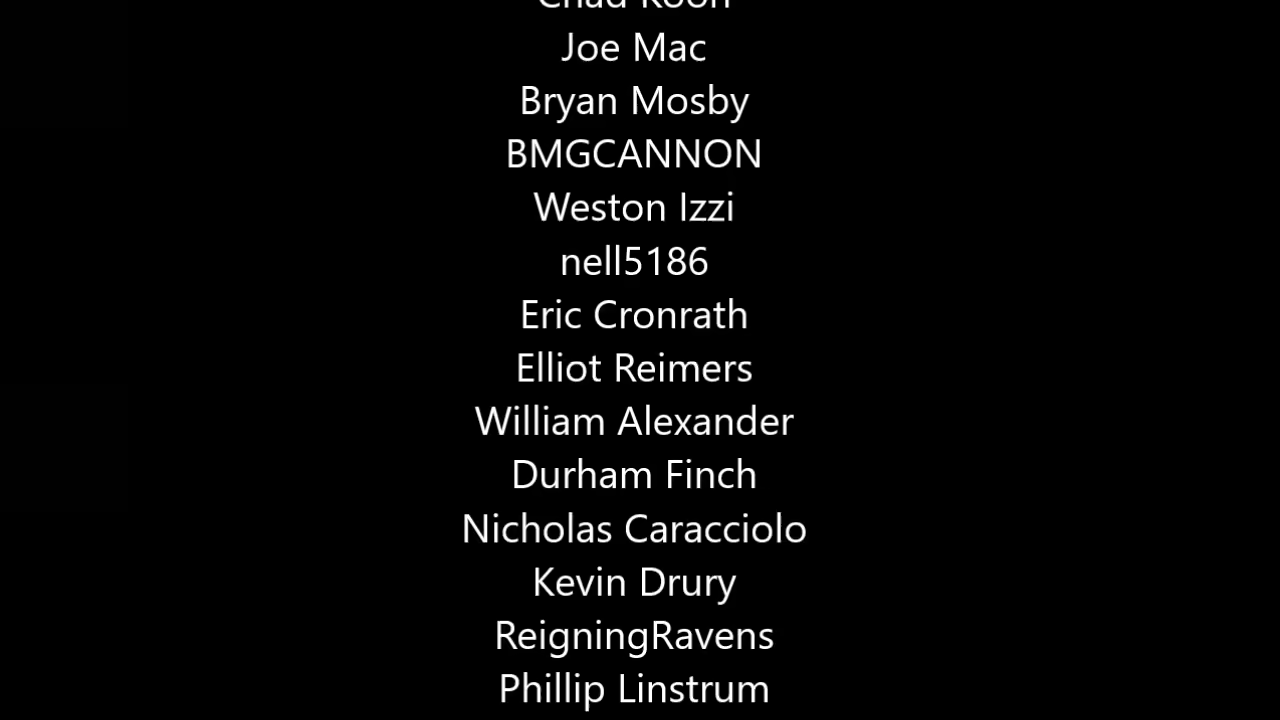 Joe Mac
Bryan Mosby
BMGCANNON
Weston Izzi
nell5186
Eric Cronrath
Elliot Reimers
William Alexander
Durham Finch
Nicholas Caracciolo
Kevin Drury
ReigningRavens
Phillip Linstrum